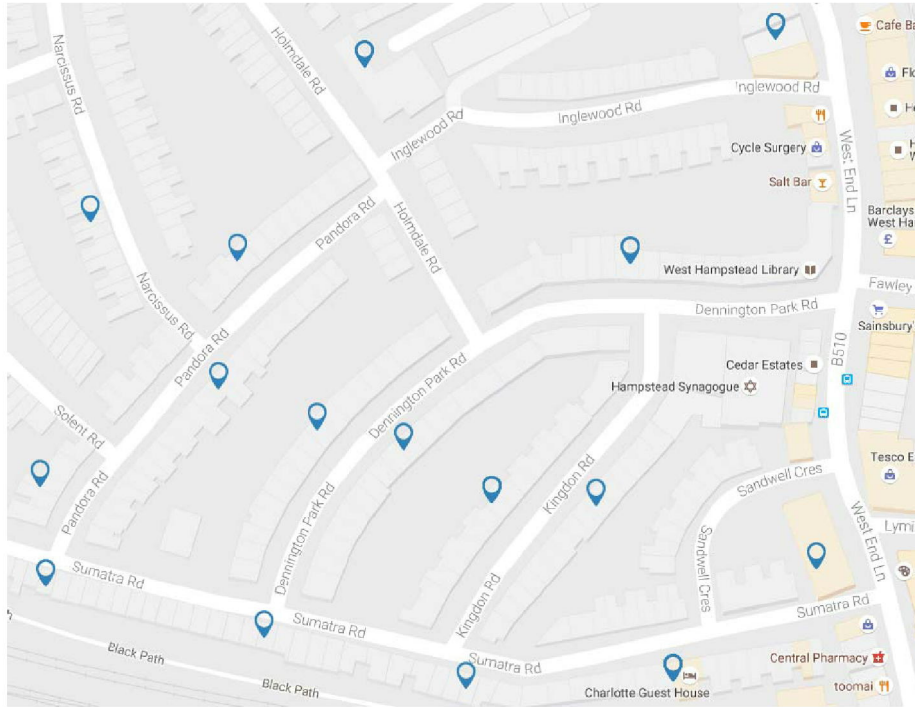 Cafe Ba
Narcissus Rd
Holmdale Rd
Inglewood Rd
Inglewood Rd
Inglewood Rd
Cycle Surgery
West End Ln
Salt Bar
Pandora Rd
Holmdale Rd
Barclays
West Ha
West Hampstead Library
Fawley
Narcissus Rd
Dennington Park Rd
Sainsbury'
Pandora Rd
B510
Cedar Estates
Dennington Park Rd
Hampstead Synagogue
Solent Rd
Tesco E
Pandora Rd
Kingdon Rd
Sandwell Cres
Dennington Park Rd
Lymi
West End Ln
Sandwell Cres
Sumatra Rd
Kingdon Rd
Sumatra Rd
Sumatra Rd
Black Path
Sumatra Rd
Central Pharmacy
Black Path
Charlotte Guest House
toomai